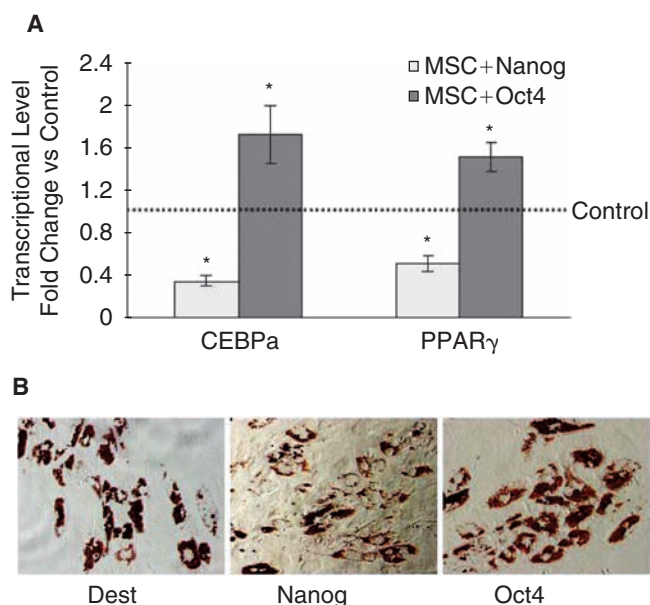 A
Transcriptional Level
Fold Change vs Control
2.4
2
1.6
1.2
0.8
0.4
0
MSC+Nanog
MSC+Oct4
*
*
*
*
Control
CEBPa
PPARγ
B
Dest
Nanog
Oct4